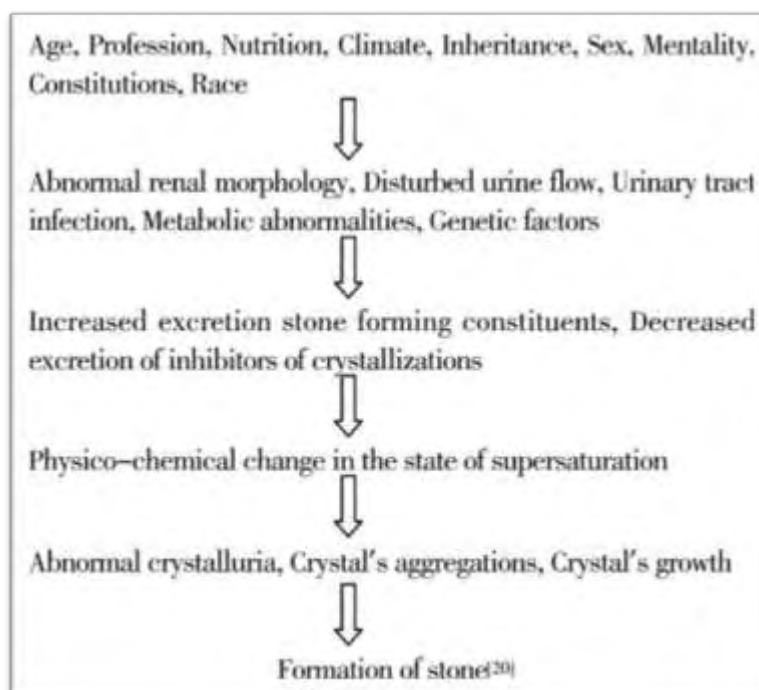 Age, Profession, Nutrition, Climate, Inheritance, Sex, Mentality,
Constitutions, Race
Abnormal renal morphology, Disturbed urine flow, Urinary tract
infection, Metabolic abnormalities, Genetic factors
Increased excretion stone forming constituents, Decreased
excretion of inhibitors of crystallizations
Physico-chemical change in the state of supersaturation
Abnormal crystalluria, Crystal's aggregations, Crystal's growth
Formation of stone[20]